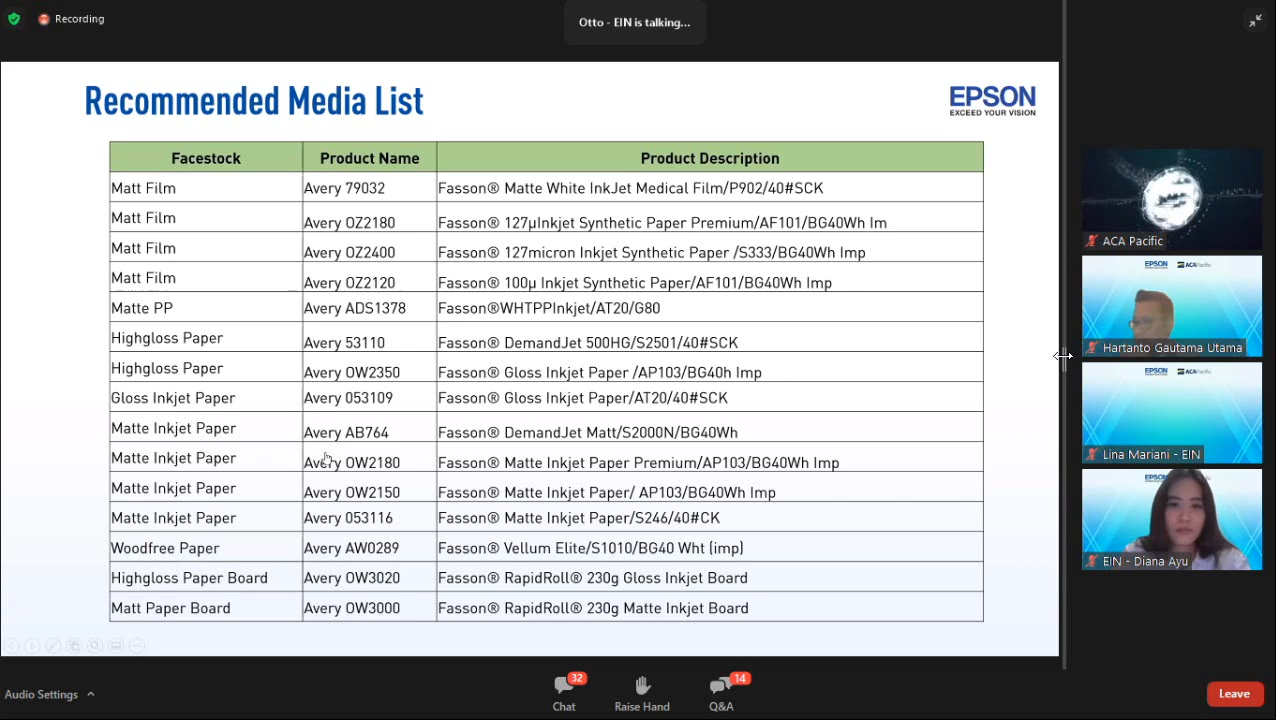 Recording
Otto - EIN is talking...
Recommended Media List
EPSON
EXCEED YOUR VISION
Facestock Product Name Product Description
Matt Film Avery 79032 Fasson® Matte White InkJet Medical Film/P902/40#SCK
Matt Film Avery OZ2180 Fasson® 127µInkjet Synthetic Paper Premium/AF101/BG40Wh Im
Matt Film Avery OZ2400 Fasson® 127micron Inkjet Synthetic Paper /S333/BG40Wh Imp
Matt Film Avery OZ2120 Fasson® 100µ Inkjet Synthetic Paper/AF101/BG40Wh Imp
Matte PP Avery ADS1378 Fasson®WHTPPInkjet/AT20/G80
Highgloss Paper Avery 53110 Fasson® DemandJet 500HG/S2501/40#SCK
Highgloss Paper Avery OW2350 Fasson® Gloss Inkjet Paper /AP103/BG40h Imp
Gloss Inkjet Paper Avery 053109 Fasson® Gloss Inkjet Paper/AT20/40#SCK
Matte Inkjet Paper Avery AB764 Fasson® DemandJet Matt/S2000N/BG40Wh
Matte Inkjet Paper Avery OW2180 Fasson® Matte Inkjet Paper Premium/AP103/BG40Wh Imp
Matte Inkjet Paper Avery OW2150 Fasson® Matte Inkjet Paper/ AP103/BG40Wh Imp
Matte Inkjet Paper Avery 053116 Fasson® Matte Inkjet Paper/S246/40#CK
Woodfree Paper Avery AW0289 Fasson® Vellum Elite/S1010/BG40 Wht (imp)
Highgloss Paper Board Avery OW3020 Fasson® RapidRoll® 230g Gloss Inkjet Board
Matt Paper Board Avery OW3000 Fasson® RapidRoll® 230g Matte Inkjet Board
ACA Pacific
EPSON ACAPacific
Hartanto Gautama Utama
EPSON ACAPacific
Lina Mariani - EIN
EPSON
EIN - Diana Ayu
Audio Settings
32
Chat
Raise Hand
14
Q&A
Leave